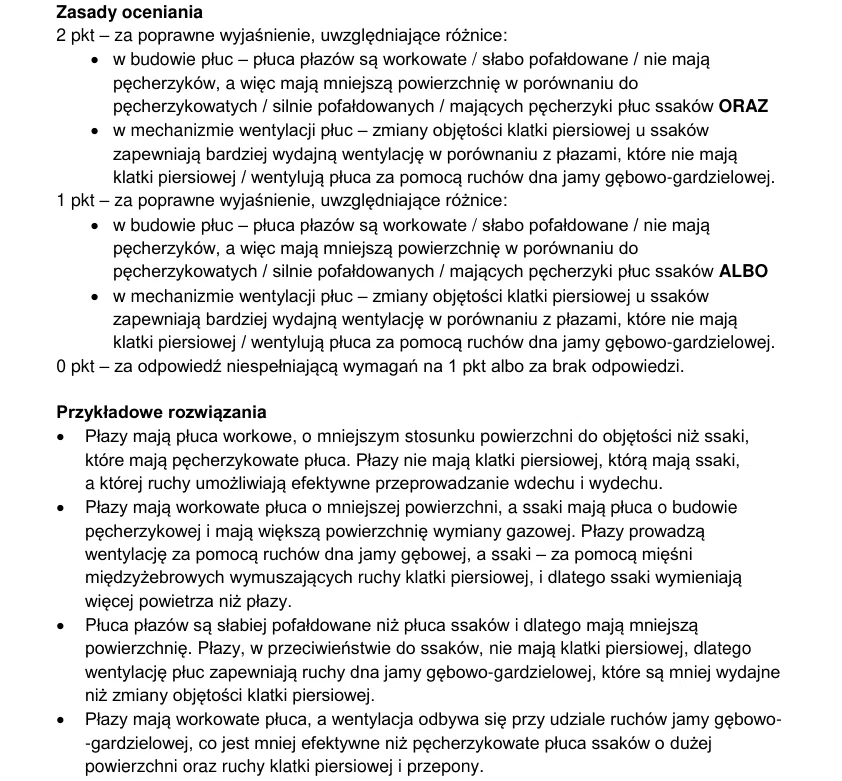 Zasady oceniania
2 pkt – za poprawne wyjaśnienie, uwzględniające różnice:
• w budowie płuc – płuca płazów są workowate / słabo pofałdowane / nie mają
pęcherzyków, a więc mają mniejszą powierzchnię w porównaniu do
pęcherzykowatych / silnie pofałdowanych / mających pęcherzyki płuc ssaków ORAZ
• w mechanizmie wentylacji płuc – zmiany objętości klatki piersiowej u ssaków
zapewniają bardziej wydajną wentylację w porównaniu z płazami, które nie mają
klatki piersiowej / wentylują płuca za pomocą ruchów dna jamy gębowo-gardzielowej.
1 pkt – za poprawne wyjaśnienie, uwzględniające różnice:
• w budowie płuc – płuca płazów są workowate / słabo pofałdowane / nie mają
pęcherzyków, a więc mają mniejszą powierzchnię w porównaniu do
pęcherzykowatych / silnie pofałdowanych / mających pęcherzyki płuc ssaków ALBO
• w mechanizmie wentylacji płuc – zmiany objętości klatki piersiowej u ssaków
zapewniają bardziej wydajną wentylację w porównaniu z płazami, które nie mają
klatki piersiowej / wentylują płuca za pomocą ruchów dna jamy gębowo-gardzielowej.
0 pkt – za odpowiedź niespełniającą wymagań na 1 pkt albo za brak odpowiedzi.
Przykładowe rozwiązania
• Płazy mają płuca workowe, o mniejszym stosunku powierzchni do objętości niż ssaki,
które mają pęcherzykowate płuca. Płazy nie mają klatki piersiowej, którą mają ssaki,
a której ruchy umożliwiają efektywne przeprowadzanie wdechu i wydechu.
• Płazy mają workowate płuca o mniejszej powierzchni, a ssaki mają płuca o budowie
pęcherzykowej i mają większą powierzchnię wymiany gazowej. Płazy prowadzą
wentylację za pomocą ruchów dna jamy gębowej, a ssaki – za pomocą mięśni
międzyżebrowych wymuszających ruchy klatki piersiowej, i dlatego ssaki wymieniają
więcej powietrza niż płazy.
• Płuca płazów są słabiej pofałdowane niż płuca ssaków i dlatego mają mniejszą
powierzchnię. Płazy, w przeciwieństwie do ssaków, nie mają klatki piersiowej, dlatego
wentylację płuc zapewniają ruchy dna jamy gębowo-gardzielowej, które są mniej wydajne
niż zmiany objętości klatki piersiowej.
• Płazy mają workowate płuca, a wentylacja odbywa się przy udziale ruchów jamy gębowo-
-gardzielowej, co jest mniej efektywne niż pęcherzykowate płuca ssaków o dużej
powierzchni oraz ruchy klatki piersiowej i przepony.